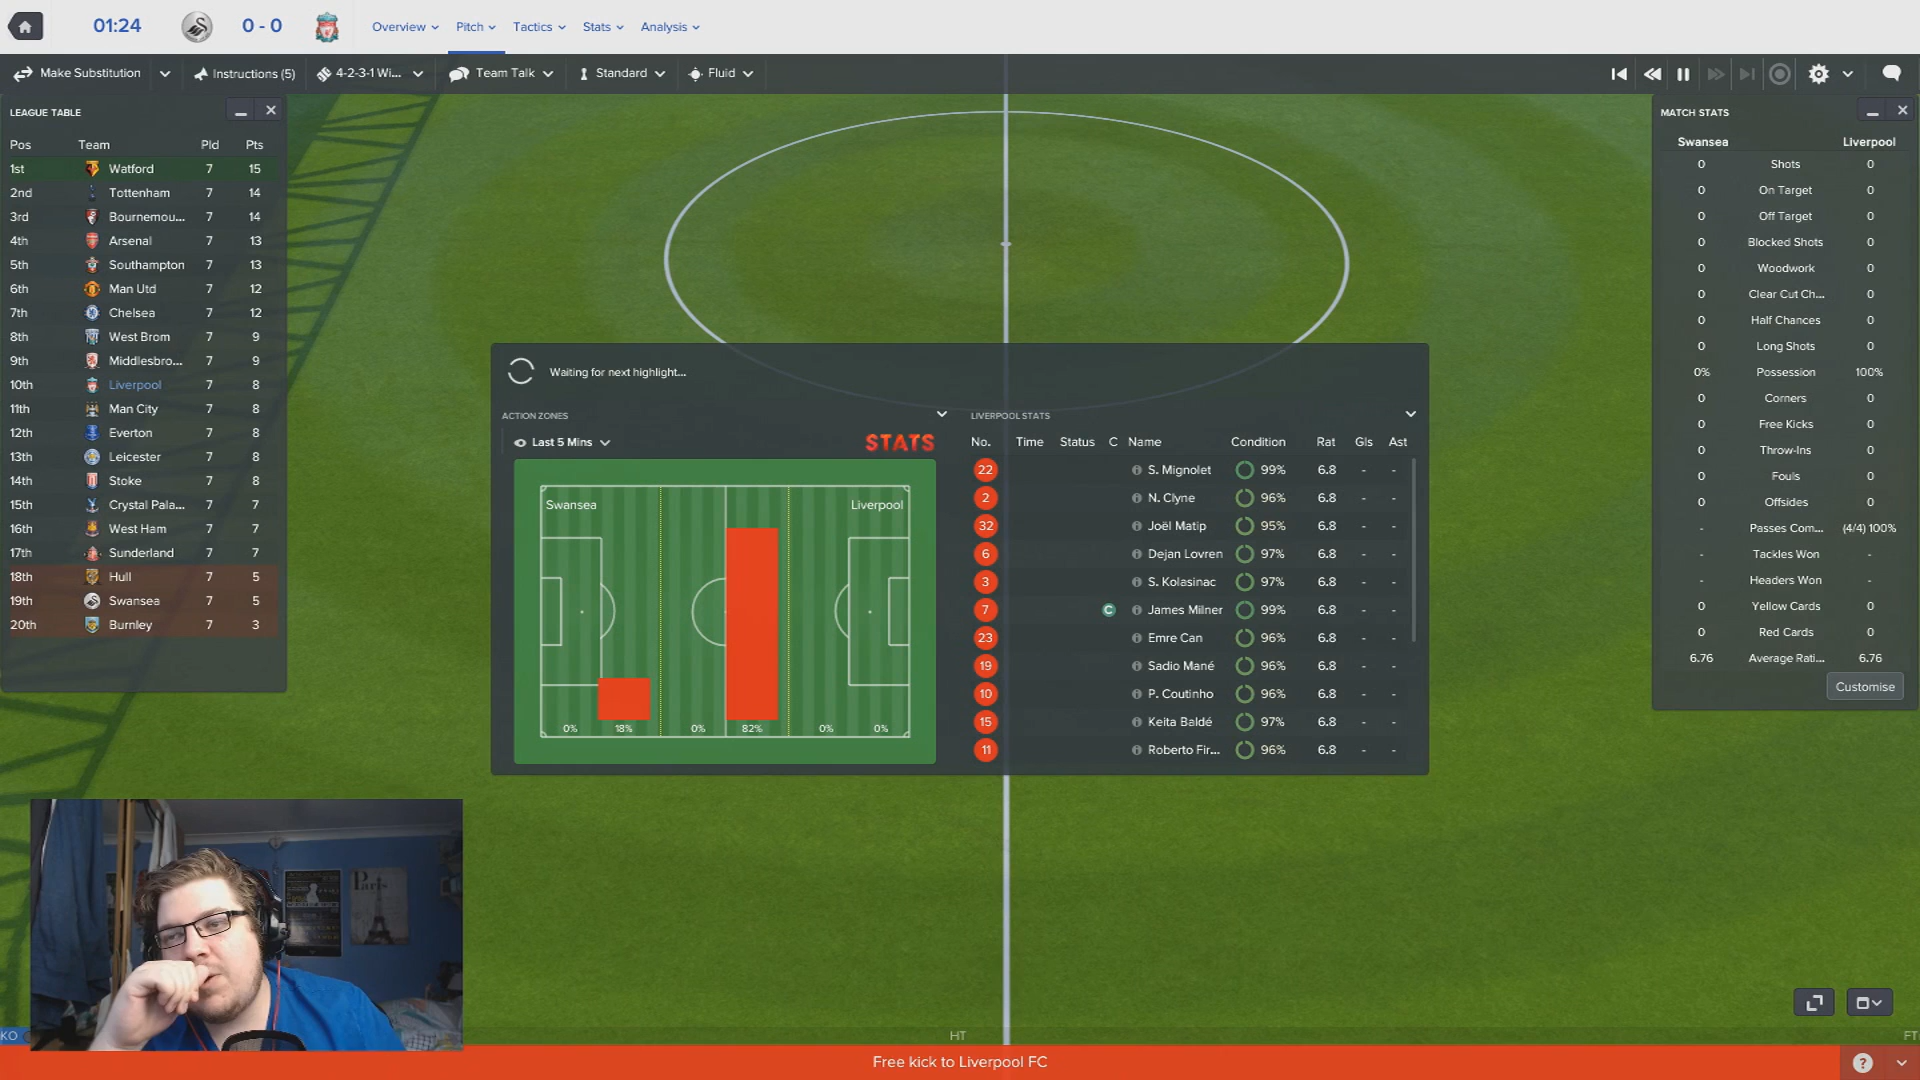 01:24 0 - 0 Overview Pitch Tactics Stats Analysis
Make Substitution Instructions (5) 4-2-3-1 Wi... Team Talk Standard Fluid
LEAGUE TABLE
Pos Team Pld Pts
1st Watford 7 15
2nd Tottenham 7 14
3rd Bournemou... 7 14
4th Arsenal 7 13
5th Southampton 7 13
6th Man Utd 7 12
7th Chelsea 7 12
8th West Brom 7 9
9th Middlesbro... 7 9
10th Liverpool 7 8
11th Man City 7 8
12th Everton 7 8
13th Leicester 7 8
14th Stoke 7 8
15th Crystal Pala... 7 7
16th West Ham 7 7
17th Sunderland 7 7
18th Hull 7 5
19th Swansea 7 5
20th Burnley 7 3
Waiting for next highlight...
ACTION ZONES
Last 5 Mins
STATS
Swansea Liverpool
0% 18% 0% 82% 0% 0%
LIVERPOOL STATS
No. Time Status C Name Condition Rat Gls Ast
22 S. Mignolet 99% 6.8 - -
2 N. Clyne 96% 6.8 - -
32 Joël Matip 95% 6.8 - -
6 Dejan Lovren 97% 6.8 - -
3 S. Kolasinac 97% 6.8 - -
7 C James Milner 99% 6.8 - -
23 Emre Can 96% 6.8 - -
19 Sadio Mané 96% 6.8 - -
10 P. Coutinho 96% 6.8 - -
15 Keita Baldé 97% 6.8 - -
11 Roberto Fir... 96% 6.8 - -
MATCH STATS
Swansea Liverpool
0 Shots 0
0 On Target 0
0 Off Target 0
0 Blocked Shots 0
0 Woodwork 0
0 Clear Cut Ch... 0
0 Half Chances 0
0 Long Shots 0
0% Possession 100%
0 Corners 0
0 Free Kicks 0
0 Throw-Ins 0
0 Fouls 0
0 Offsides 0
- Passes Com... (4/4) 100%
- Tackles Won -
- Headers Won -
0 Yellow Cards 0
0 Red Cards 0
6.76 Average Rati... 6.76
Customise
Paris
KO HT FT
Free kick to Liverpool FC
?